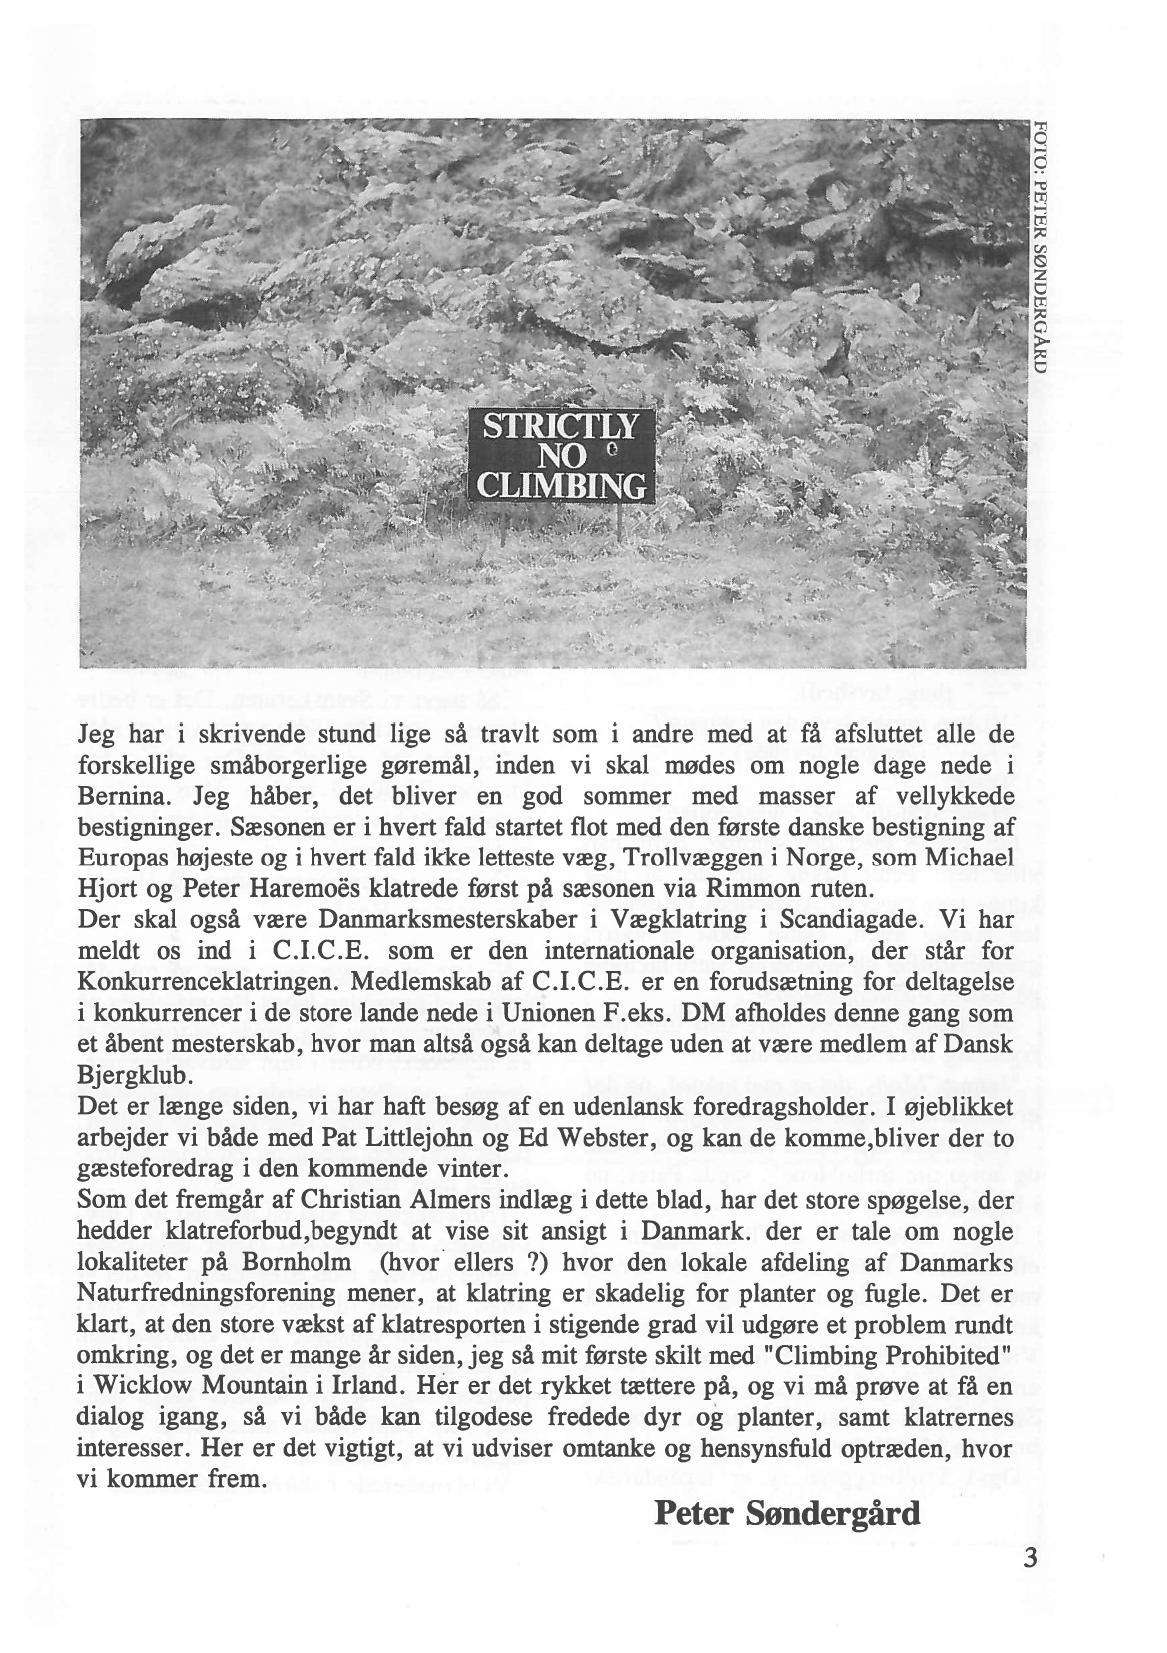 FOTO: PETER SØNDERGÅRD
STRICTLY
NO
CLIMBING
Jeg har i skrivende stund lige så travlt som i andre med at få afsluttet alle de
forskellige småborgerlige gøremål, inden vi skal mødes om nogle dage nede i
Bernina. Jeg håber, det bliver en god sommer med masser af vellykkede
bestigninger. Sæsonen er i hvert fald startet flot med den første danske bestigning af
Europas højeste og i hvert fald ikke letteste væg, Trollvæggen i Norge, som Michael
Hjort og Peter Haremoës klatrede først på sæsonen via Rimmon ruten.
Der skal også være Danmarksmesterskaber i Vægklatring i Scandiagade. Vi har
meldt os ind i C.I.C.E. som er den internationale organisation, der står for
Konkurrenceklatringen. Medlemskab af C.I.C.E. er en forudsætning for deltagelse
i konkurrencer i de store lande nede i Unionen F.eks. DM afholdes denne gang som
et åbent mesterskab, hvor man altså også kan deltage uden at være medlem af Dansk
Bjergklub.
Det er længe siden, vi har haft besøg af en udenlansk foredragsholder. I øjeblikket
arbejder vi både med Pat Littlejohn og Ed Webster, og kan de komme,bliver der to
gæsteforedrag i den kommende vinter.
Som det fremgår af Christian Almers indlæg i dette blad, har det store spøgelse, der
hedder klatreforbud,begyndt at vise sit ansigt i Danmark. der er tale om nogle
lokaliteter på Bornholm (hvor ellers ?) hvor den lokale afdeling af Danmarks
Naturfredningsforening mener, at klatring er skadelig for planter og fugle. Det er
klart, at den store vækst af klatresporten i stigende grad vil udgøre et problem rundt
omkring, og det er mange år siden, jeg så mit første skilt med "Climbing Prohibited"
i Wicklow Mountain i Irland. Her er det rykket tættere på, og vi må prøve at få en
dialog igang, så vi både kan tilgodese fredede dyr og planter, samt klatrernes
interesser. Her er det vigtigt, at vi udviser omtanke og hensynsfuld optræden, hvor
vi kommer frem.
Peter Søndergård
3